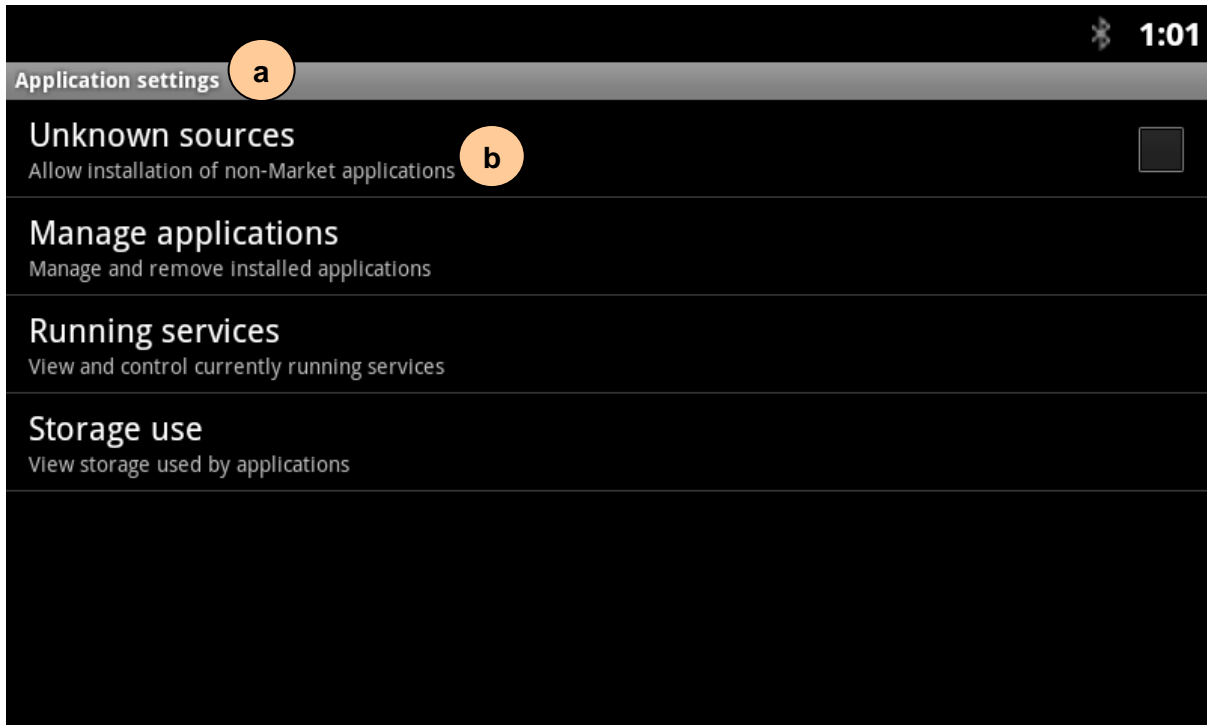 1:01
Application settings
a
Unknown sources
Allow installation of non-Market applications
b
Manage applications
Manage and remove installed applications
Running services
View and control currently running services
Storage use
View storage used by applications